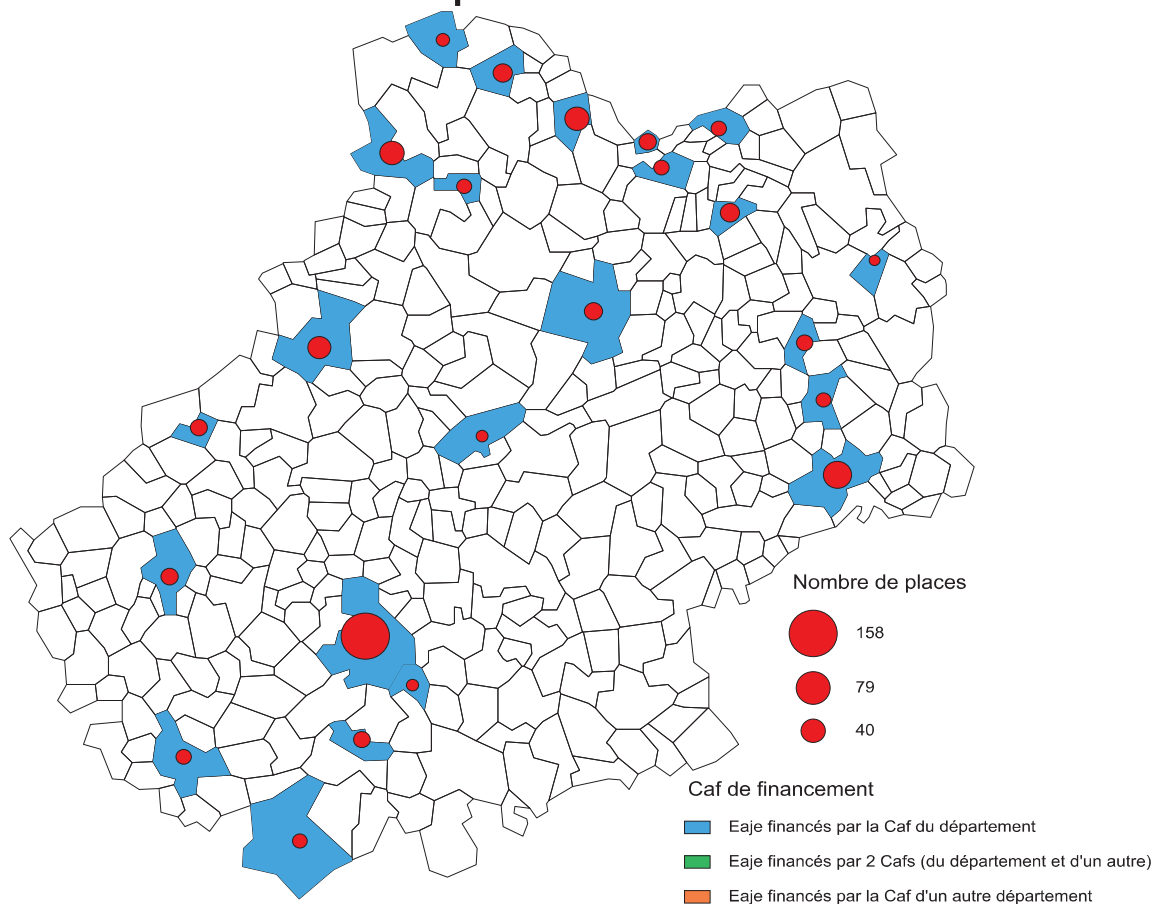 Nombre de places
158
79
40
Caf de financement
Eaje financés par la Caf du département
Eaje financés par 2 Cafs (du département et d'un autre)
Eaje financés par la Caf d'un autre département